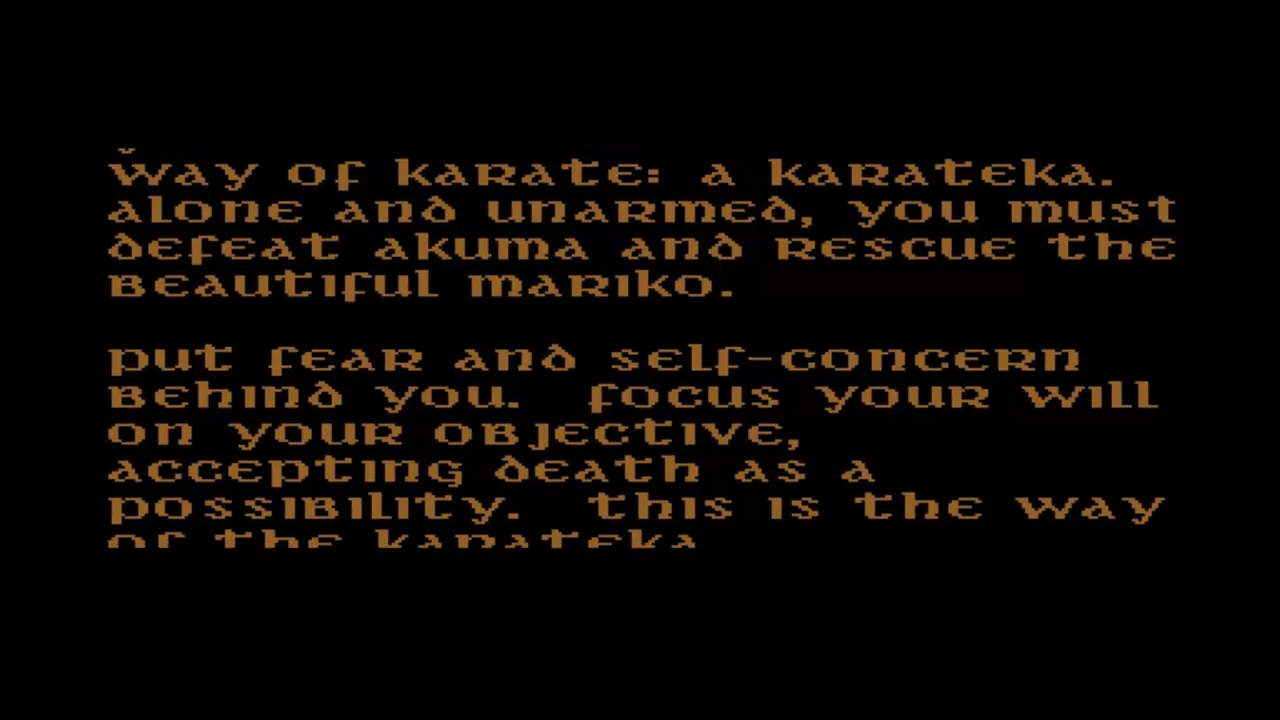 way of karate: a karateka.
alone and unarmed, you must
defeat akuma and rescue the
beautiful mariko.
put fear and self-concern
behind you.  focus your will
on your objective,
accepting death as a
possibility.  this is the way
of the karateka